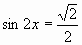 sin 2x = √2/2